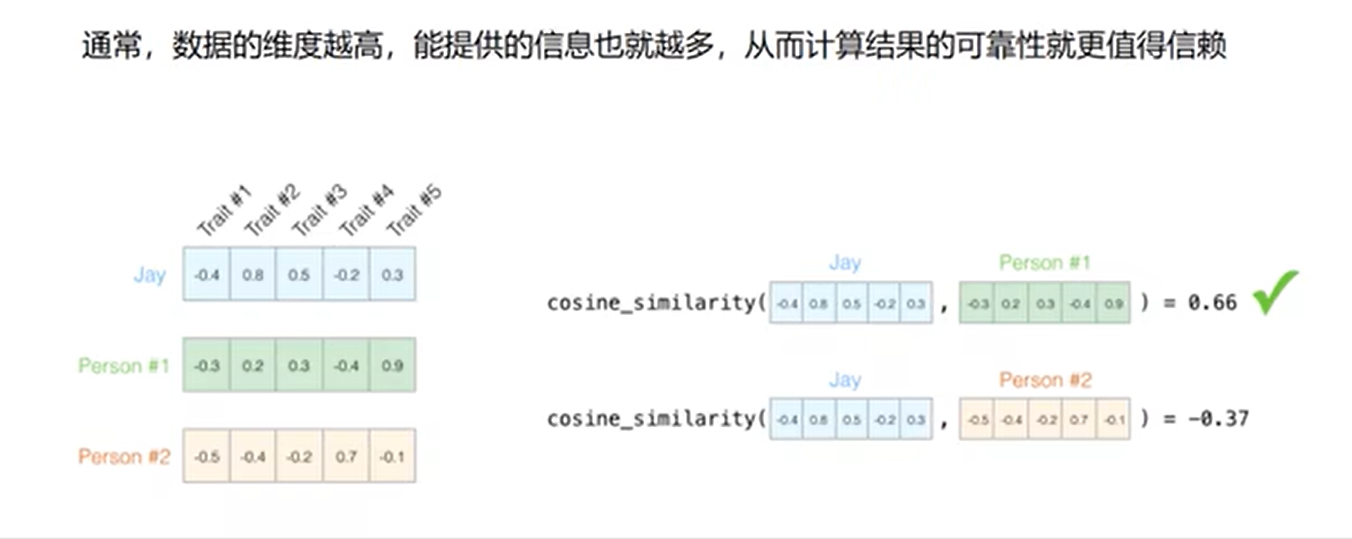 通常，数据的维度越高，能提供的信息也就越多，从而计算结果的可靠性就更值得信赖
Trait #1 Trait #2 Trait #3 Trait #4 Trait #5
Jay -0.4 0.8 0.5 -0.2 0.3
Person #1 -0.3 0.2 0.3 -0.4 0.9
Person #2 -0.5 -0.4 -0.2 0.7 -0.1
Jay Person #1
cosine_similarity( -0.4 0.8 0.5 -0.2 0.3 , -0.3 0.2 0.3 -0.4 0.9 ) = 0.66
Jay Person #2
cosine_similarity( -0.4 0.8 0.5 -0.2 0.3 , -0.5 -0.4 -0.2 0.7 -0.1 ) = -0.37